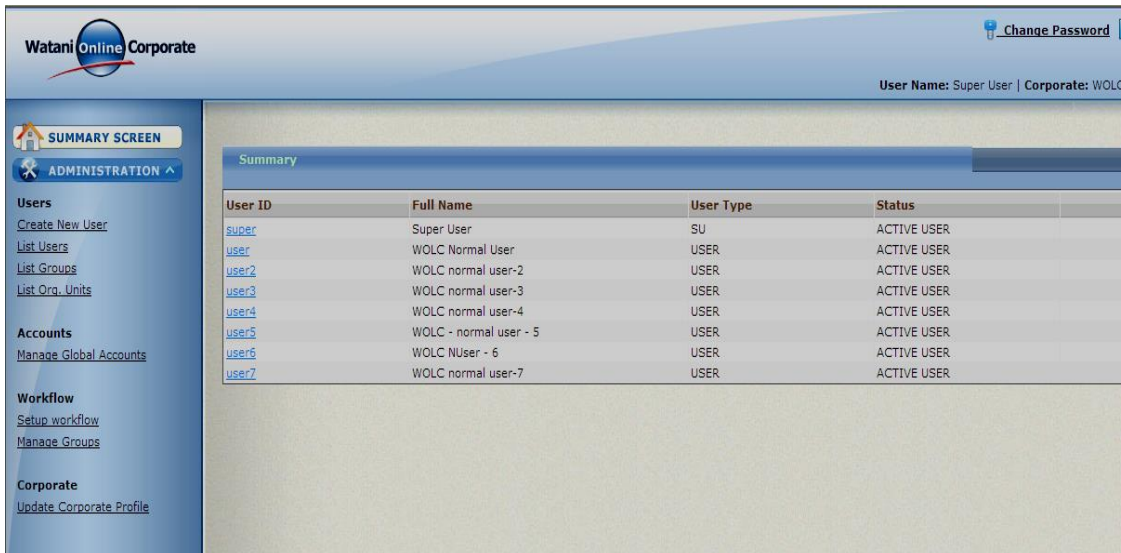 Watani Online Corporate
Change Password
User Name: Super User | Corporate: WOLC
SUMMARY SCREEN
ADMINISTRATION ^
Users
Create New User
List Users
List Groups
List Org. Units
Accounts
Manage Global Accounts
Workflow
Setup workflow
Manage Groups
Corporate
Update Corporate Profile
Summary
User ID Full Name User Type Status
super Super User SU ACTIVE USER
user WOLC Normal User USER ACTIVE USER
user2 WOLC normal user-2 USER ACTIVE USER
user3 WOLC normal user-3 USER ACTIVE USER
user4 WOLC normal user-4 USER ACTIVE USER
user5 WOLC - normal user - 5 USER ACTIVE USER
user6 WOLC NUser - 6 USER ACTIVE USER
user7 WOLC normal user-7 USER ACTIVE USER